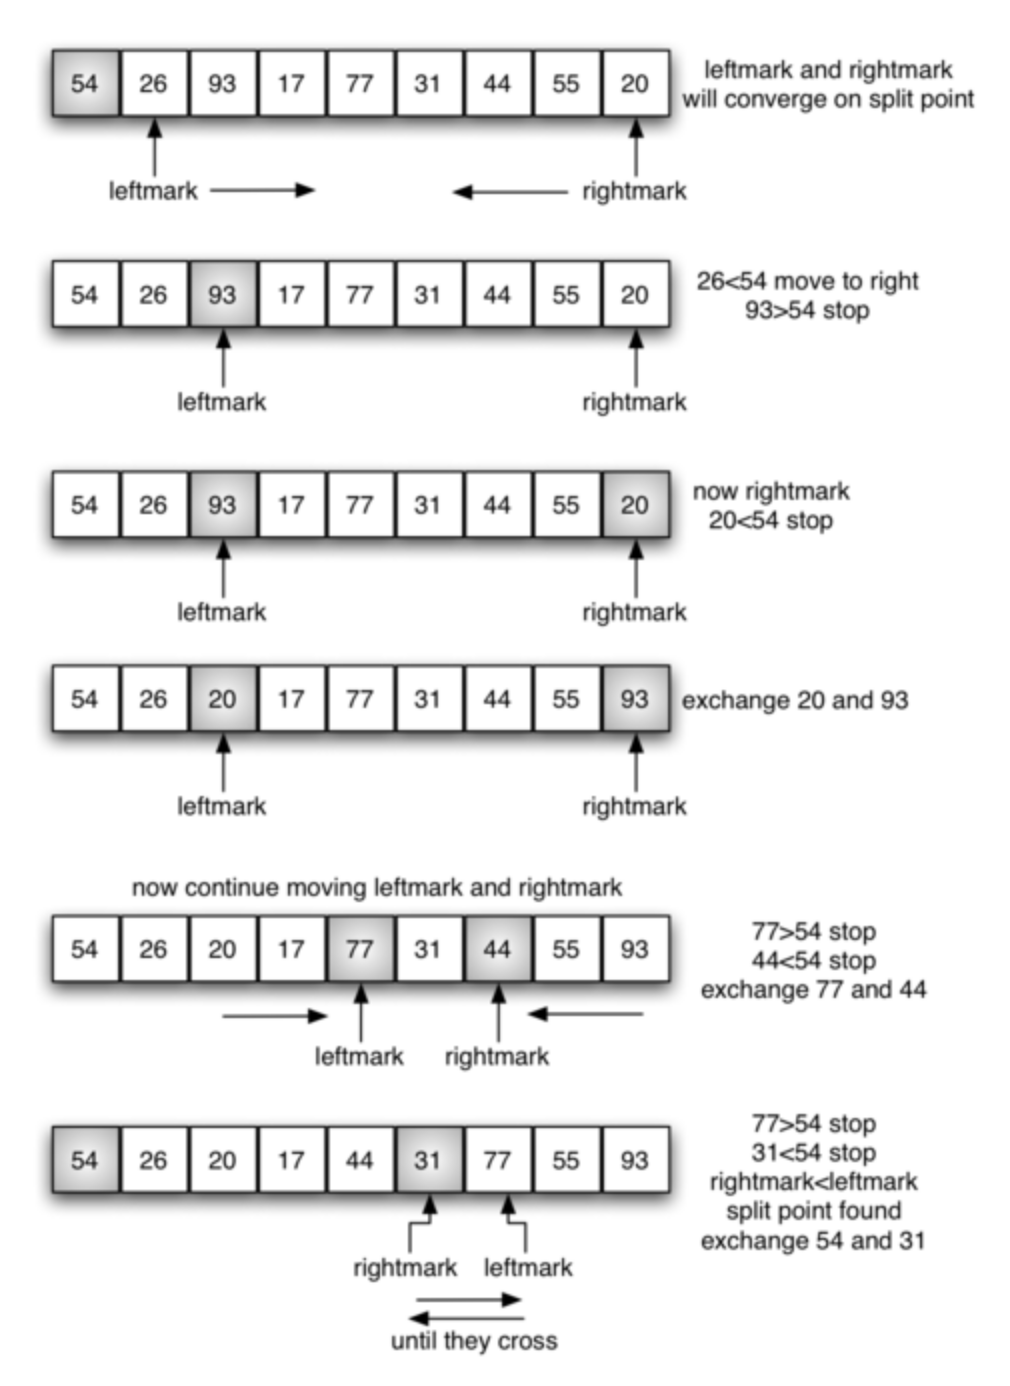 54 26 93 17 77 31 44 55 20
leftmark and rightmark
will converge on split point
leftmark rightmark
54 26 93 17 77 31 44 55 20
26<54 move to right
93>54 stop
leftmark rightmark
54 26 93 17 77 31 44 55 20
now rightmark
20<54 stop
leftmark rightmark
54 26 20 17 77 31 44 55 93
exchange 20 and 93
leftmark rightmark
now continue moving leftmark and rightmark
54 26 20 17 77 31 44 55 93
77>54 stop
44<54 stop
exchange 77 and 44
leftmark rightmark
54 26 20 17 44 31 77 55 93
77>54 stop
31<54 stop
rightmark<leftmark
split point found
exchange 54 and 31
rightmark leftmark
until they cross